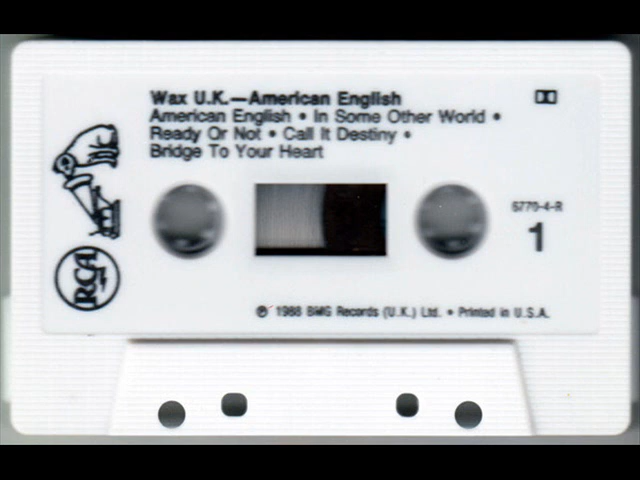 Wax U.K.—American English
American English • In Some Other World •
Ready Or Not • Call It Destiny •
Bridge To Your Heart
6770-4-R
1
RCA
℗ 1988 BMG Records (U.K.) Ltd. • Printed in U.S.A.